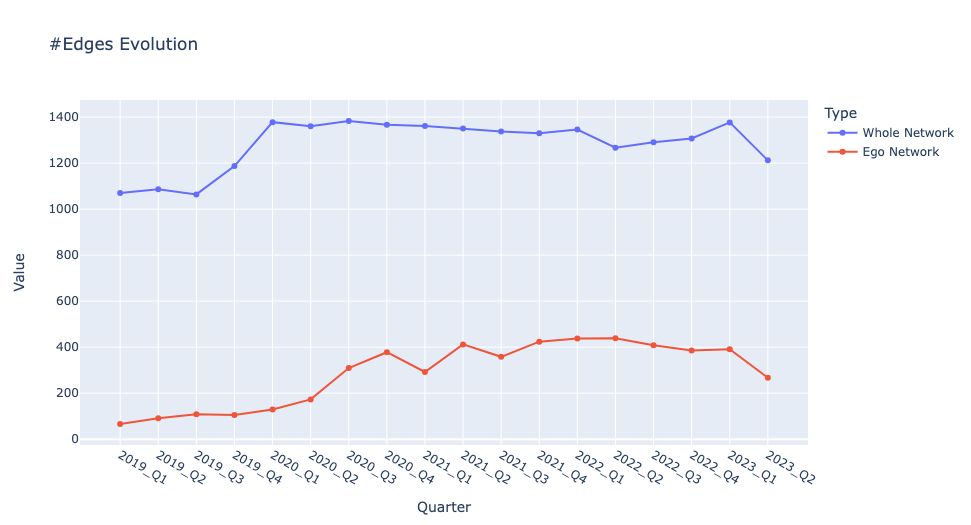 #Edges Evolution
Type
Whole Network
Ego Network
Value
1400
1200
1000
800
600
400
200
0
2019_Q1
2019_Q2
2019_Q3
2019_Q4
2020_Q1
2020_Q2
2020_Q3
2020_Q4
2021_Q1
2021_Q2
2021_Q3
2021_Q4
2022_Q1
2022_Q2
2022_Q3
2022_Q4
2023_Q1
2023_Q2
Quarter